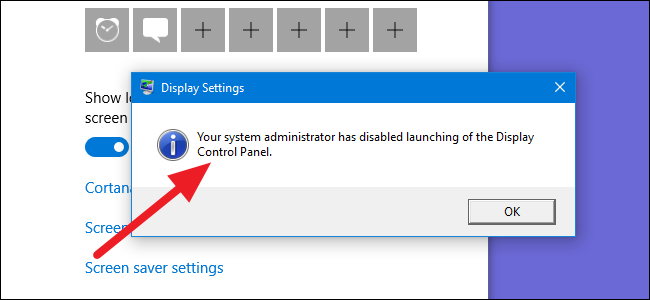 Show
screen
Display Settings
Your system administrator has disabled launching of the Display
Control Panel.
OK
Cortana
Screen
Screen saver settings